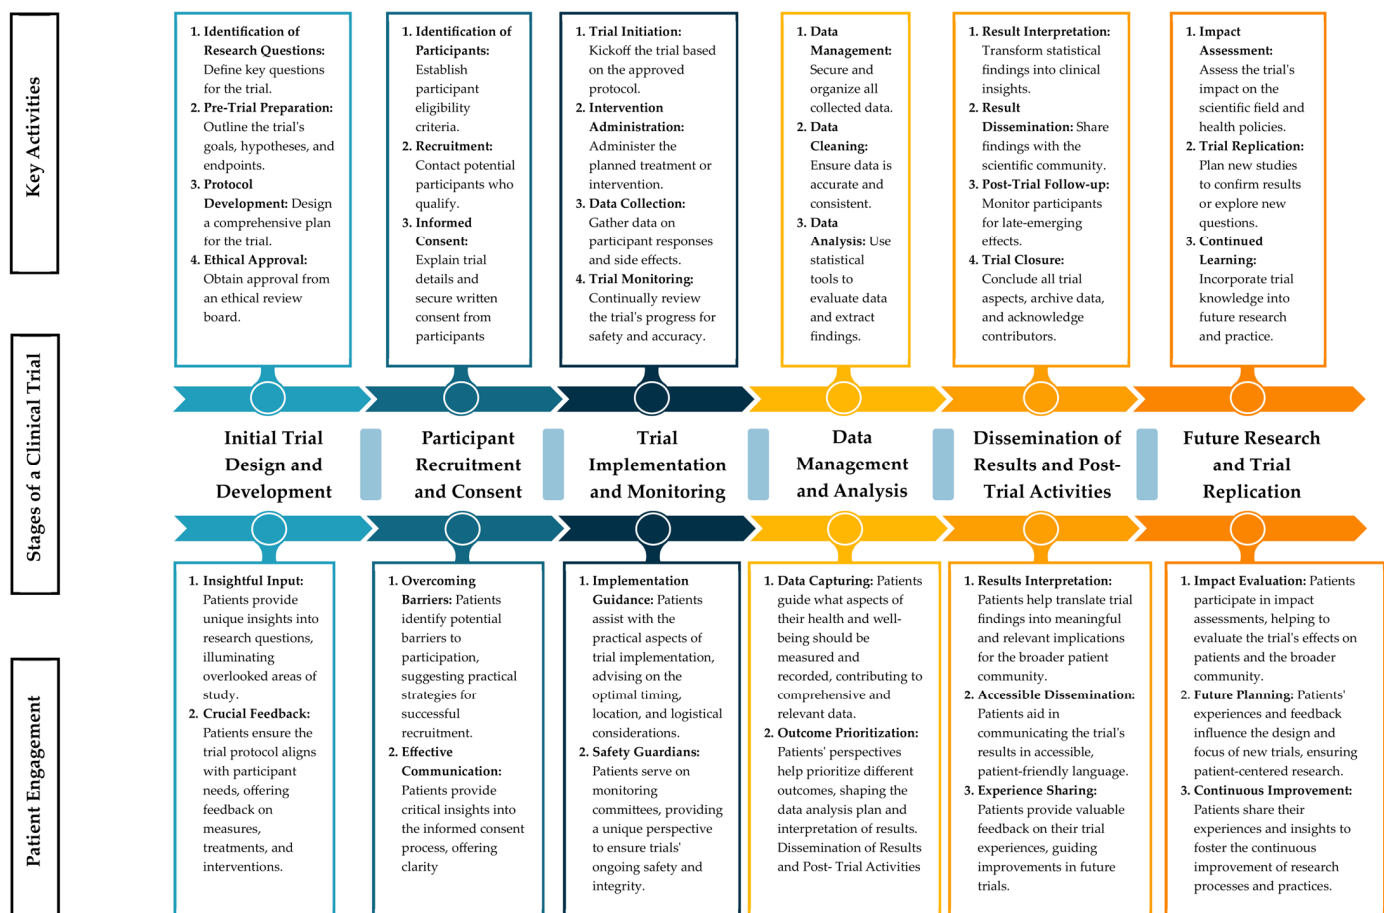 Key Activities
1. Identification of
Research Questions:
Define key questions
for the trial.
2. Pre-Trial Preparation:
Outline the trial's
goals, hypotheses, and
endpoints.
3. Protocol
Development: Design
a comprehensive plan
for the trial.
4. Ethical Approval:
Obtain approval from
an ethical review
board.
1. Identification of
Participants:
Establish
participant
eligibility
criteria.
2. Recruitment:
Contact potential
participants who
qualify.
3. Informed
Consent:
Explain trial
details and
secure written
consent from
participants
1. Trial Initiation:
Kickoff the trial based
on the approved
protocol.
2. Intervention
Administration:
Administer the
planned treatment or
intervention.
3. Data Collection:
Gather data on
participant responses
and side effects.
4. Trial Monitoring:
Continually review
the trial's progress for
safety and accuracy.
1. Data
Management:
Secure and
organize all
collected data.
2. Data
Cleaning:
Ensure data is
accurate and
consistent.
3. Data
Analysis: Use
statistical
tools to
evaluate data
and extract
findings.
1. Result Interpretation:
Transform statistical
findings into clinical
insights.
2. Result
Dissemination: Share
findings with the
scientific community.
3. Post-Trial Follow-up:
Monitor participants
for late-emerging
effects.
4. Trial Closure:
Conclude all trial
aspects, archive data,
and acknowledge
contributors.
1. Impact
Assessment:
Assess the trial's
impact on the
scientific field and
health policies.
2. Trial Replication:
Plan new studies
to confirm results
or explore new
questions.
3. Continued
Learning:
Incorporate trial
knowledge into
future research
and practice.
Stages of a Clinical Trial
Initial Trial
Design and
Development
Participant
Recruitment
and Consent
Trial
Implementation
and Monitoring
Data
Management
and Analysis
Dissemination of
Results and Post-
Trial Activities
Future Research
and Trial
Replication
Patient Engagement
1. Insightful Input:
Patients provide
unique insights into
research questions,
illuminating
overlooked areas of
study.
2. Crucial Feedback:
Patients ensure the
trial protocol aligns
with participant
needs, offering
feedback on
measures,
treatments, and
interventions.
1. Overcoming
Barriers: Patients
identify potential
barriers to
participation,
suggesting practical
strategies for
successful
recruitment.
2. Effective
Communication:
Patients provide
critical insights into
the informed consent
process, offering
clarity
1. Implementation
Guidance: Patients
assist with the
practical aspects of
trial implementation,
advising on the
optimal timing,
location, and logistical
considerations.
2. Safety Guardians:
Patients serve on
monitoring
committees, providing
a unique perspective
to ensure trials'
ongoing safety and
integrity.
1. Data Capturing: Patients
guide what aspects of
their health and well-
being should be
measured and
recorded, contributing to
comprehensive and
relevant data.
2. Outcome Prioritization:
Patients' perspectives
help prioritize different
outcomes, shaping the
data analysis plan and
interpretation of results.
Dissemination of Results
and Post- Trial Activities
1. Results Interpretation:
Patients help translate trial
findings into meaningful
and relevant implications
for the broader patient
community.
2. Accessible Dissemination:
Patients aid in
communicating the trial's
results in accessible,
patient-friendly language.
3. Experience Sharing:
Patients provide valuable
feedback on their trial
experiences, guiding
improvements in future
trials.
1. Impact Evaluation: Patients
participate in impact
assessments, helping to
evaluate the trial's effects on
patients and the broader
community.
2. Future Planning: Patients'
experiences and feedback
influence the design and
focus of new trials, ensuring
patient-centered research.
3. Continuous Improvement:
Patients share their
experiences and insights to
foster the continuous
improvement of research
processes and practices.